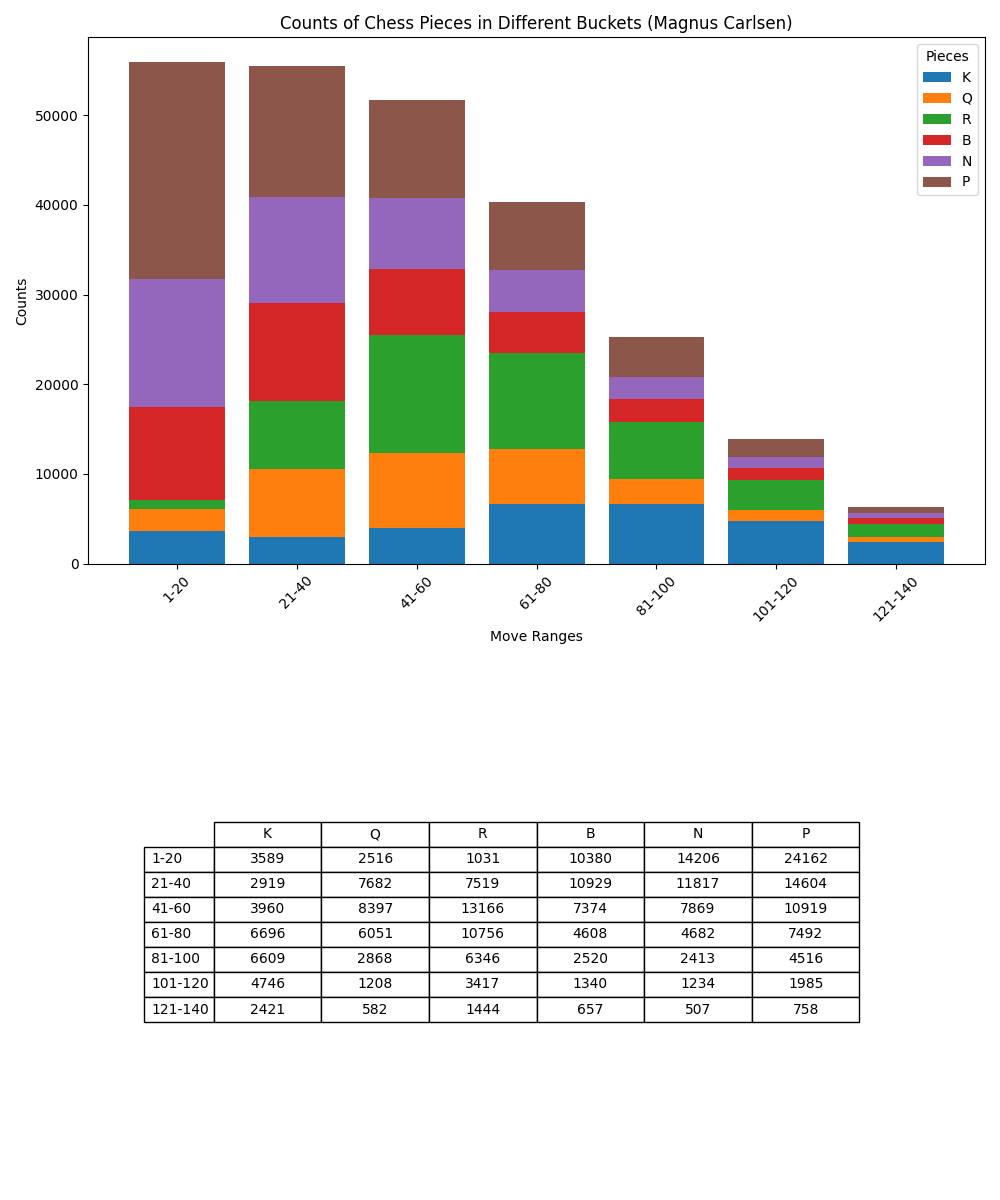 Counts of Chess Pieces in Different Buckets (Magnus Carlsen)
Counts
50000
40000
30000
20000
10000
0
Pieces
K
Q
R
B
N
P
1-20 21-40 41-60 61-80 81-100 101-120 121-140
Move Ranges
K Q R B N P
1-20 3589 2516 1031 10380 14206 24162
21-40 2919 7682 7519 10929 11817 14604
41-60 3960 8397 13166 7374 7869 10919
61-80 6696 6051 10756 4608 4682 7492
81-100 6609 2868 6346 2520 2413 4516
101-120 4746 1208 3417 1340 1234 1985
121-140 2421 582 1444 657 507 758